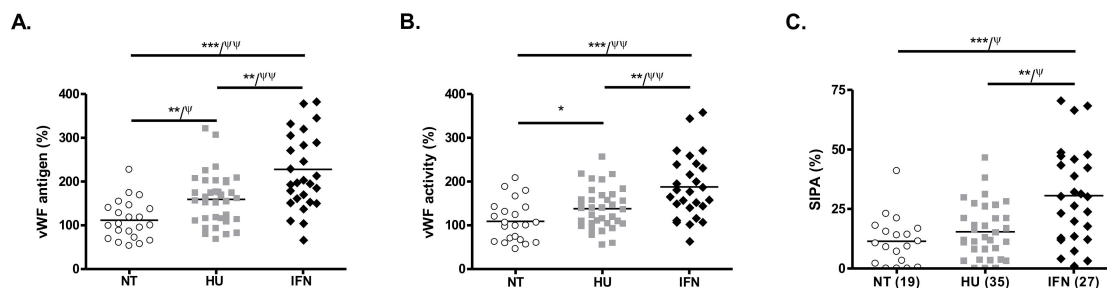 A.
***/ψψ
**/ψψ
**/ψ
vWF antigen (%)
400
300
200
100
0
NT HU IFN
B.
***/ψψ
**/ψψ
*
vWF activity (%)
400
300
200
100
0
NT HU IFN
C.
***/ψ
**/ψ
SIPA (%)
75
50
25
0
NT (19) HU (35) IFN (27)